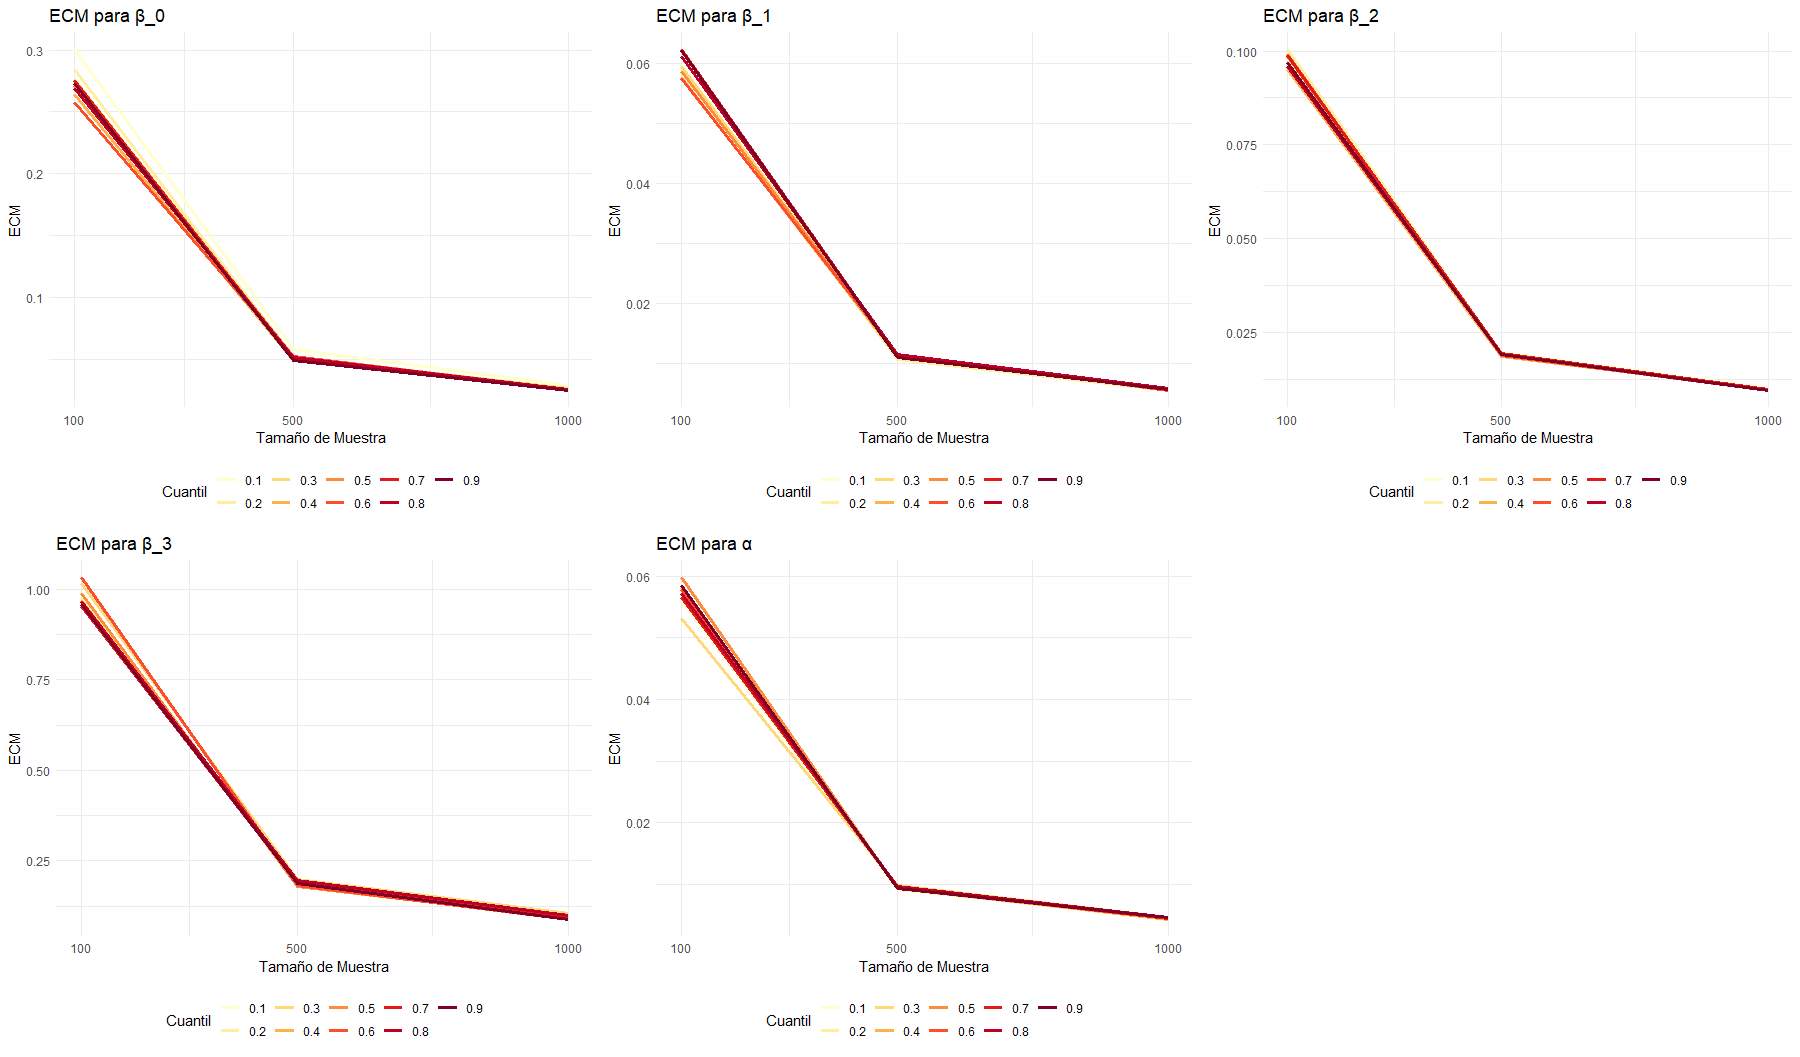 ECM para β_0
0.3
0.2
0.1
ECM
100 500 1000
Tamaño de Muestra
Cuantil 0.1 0.3 0.5 0.7 0.9
0.2 0.4 0.6 0.8
ECM para β_1
0.06
0.04
0.02
ECM
100 500 1000
Tamaño de Muestra
Cuantil 0.1 0.3 0.5 0.7 0.9
0.2 0.4 0.6 0.8
ECM para β_2
0.100
0.075
0.050
0.025
ECM
100 500 1000
Tamaño de Muestra
Cuantil 0.1 0.3 0.5 0.7 0.9
0.2 0.4 0.6 0.8
ECM para β_3
1.00
0.75
0.50
0.25
ECM
100 500 1000
Tamaño de Muestra
Cuantil 0.1 0.3 0.5 0.7 0.9
0.2 0.4 0.6 0.8
ECM para α
0.06
0.04
0.02
ECM
100 500 1000
Tamaño de Muestra
Cuantil 0.1 0.3 0.5 0.7 0.9
0.2 0.4 0.6 0.8